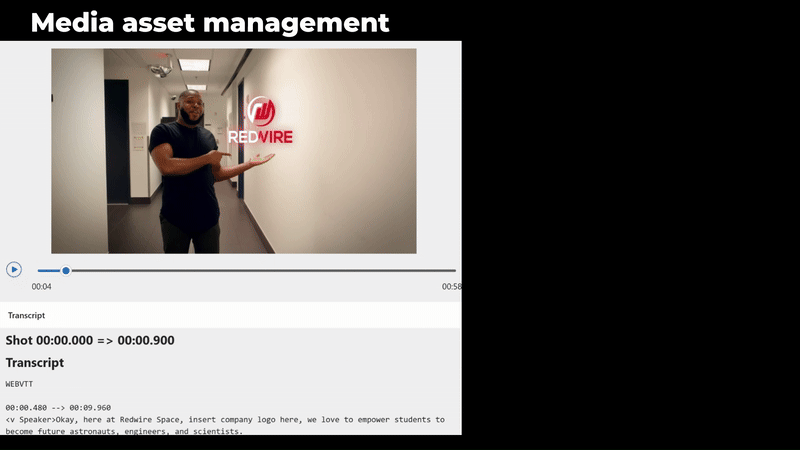 Media asset management
REDWIRE
00:04
00:58
Transcript
Shot 00:00.000 => 00:00.900
Transcript
WEBVTT
00:00.480 --> 00:09.960
<v Speaker>Okay, here at Redwire Space, insert company logo here, we love to empower students to
become future astronauts, engineers, and scientists.